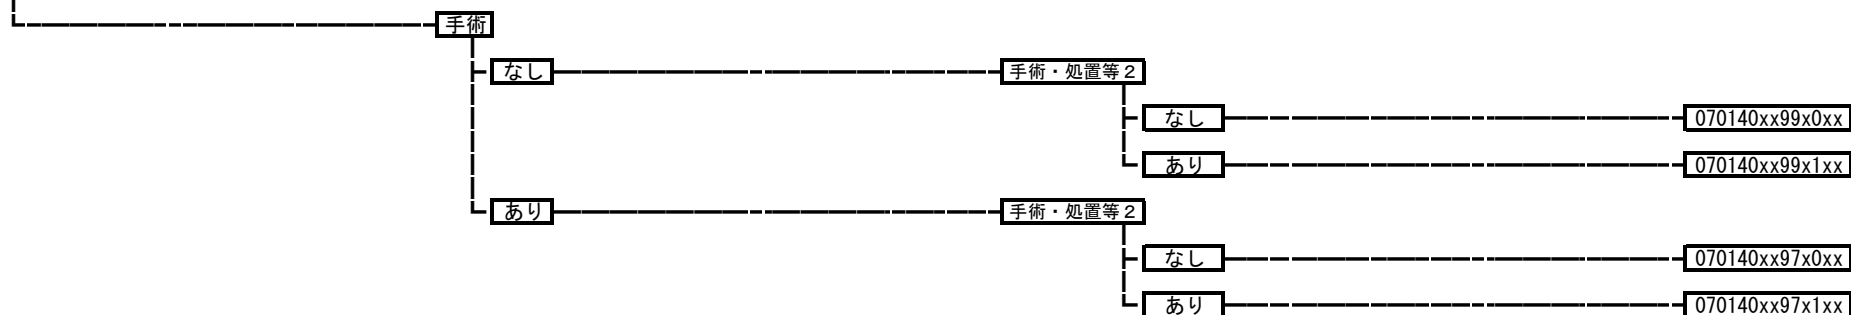 手術
なし 手術・処置等2
なし 070140xx99x0xx
あり 070140xx99x1xx
あり 手術・処置等2
なし 070140xx97x0xx
あり 070140xx97x1xx